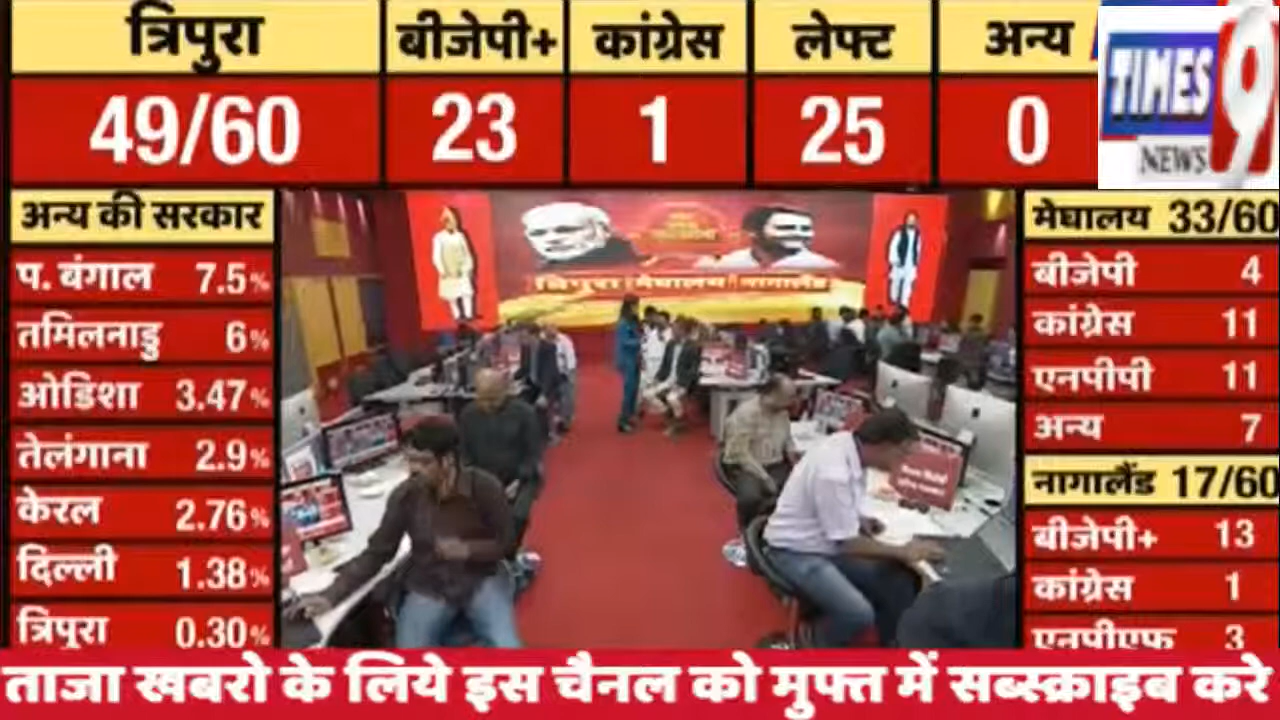 त्रिपुरा बीजेपी+ कांग्रेस लेफ्ट अन्य
49/60 23 1 25 0
TIMES 9
NEWS
अन्य की सरकार
प. बंगाल 7.5%
तमिलनाडु 6%
ओडिशा 3.47%
तेलंगाना 2.9%
केरल 2.76%
दिल्ली 1.38%
त्रिपुरा 0.30%
त्रिपुरा मेघालय नागालैंड
मेघालय 33/60
बीजेपी 4
कांग्रेस 11
एनपीपी 11
अन्य 7
नागालैंड 17/60
बीजेपी+ 13
कांग्रेस 1
एनपीएफ 3
ताजा खबरो के लिये इस चैनल को मुफ्त में सब्स्क्राइब करे